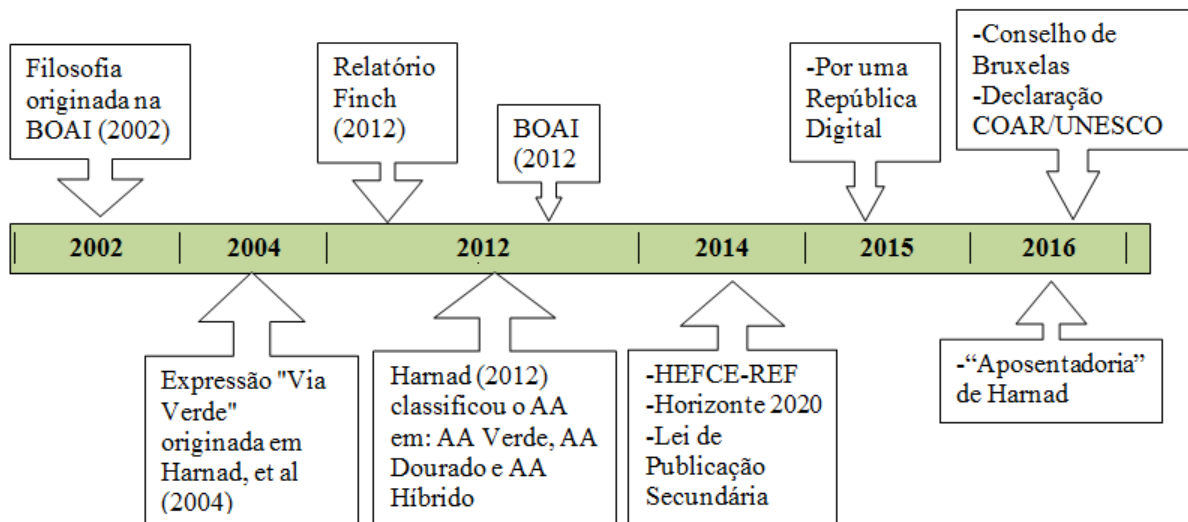 Filosofia
originada na
BOAI (2002)
Relatório
Finch
(2012)
BOAI
(2012
-Por uma
República
Digital
-Conselho de
Bruxelas
-Declaração
COAR/UNESCO
2002
2004
2012
2014
2015
2016
Expressão "Via
Verde"
originada em
Harnad, et al
(2004)
Harnad (2012)
classificou o AA
em: AA Verde, AA
Dourado e AA
Híbrido
-HEFCE-REF
-Horizonte 2020
-Lei de
Publicação
Secundária
-“Aposentadoria”
de Harnad